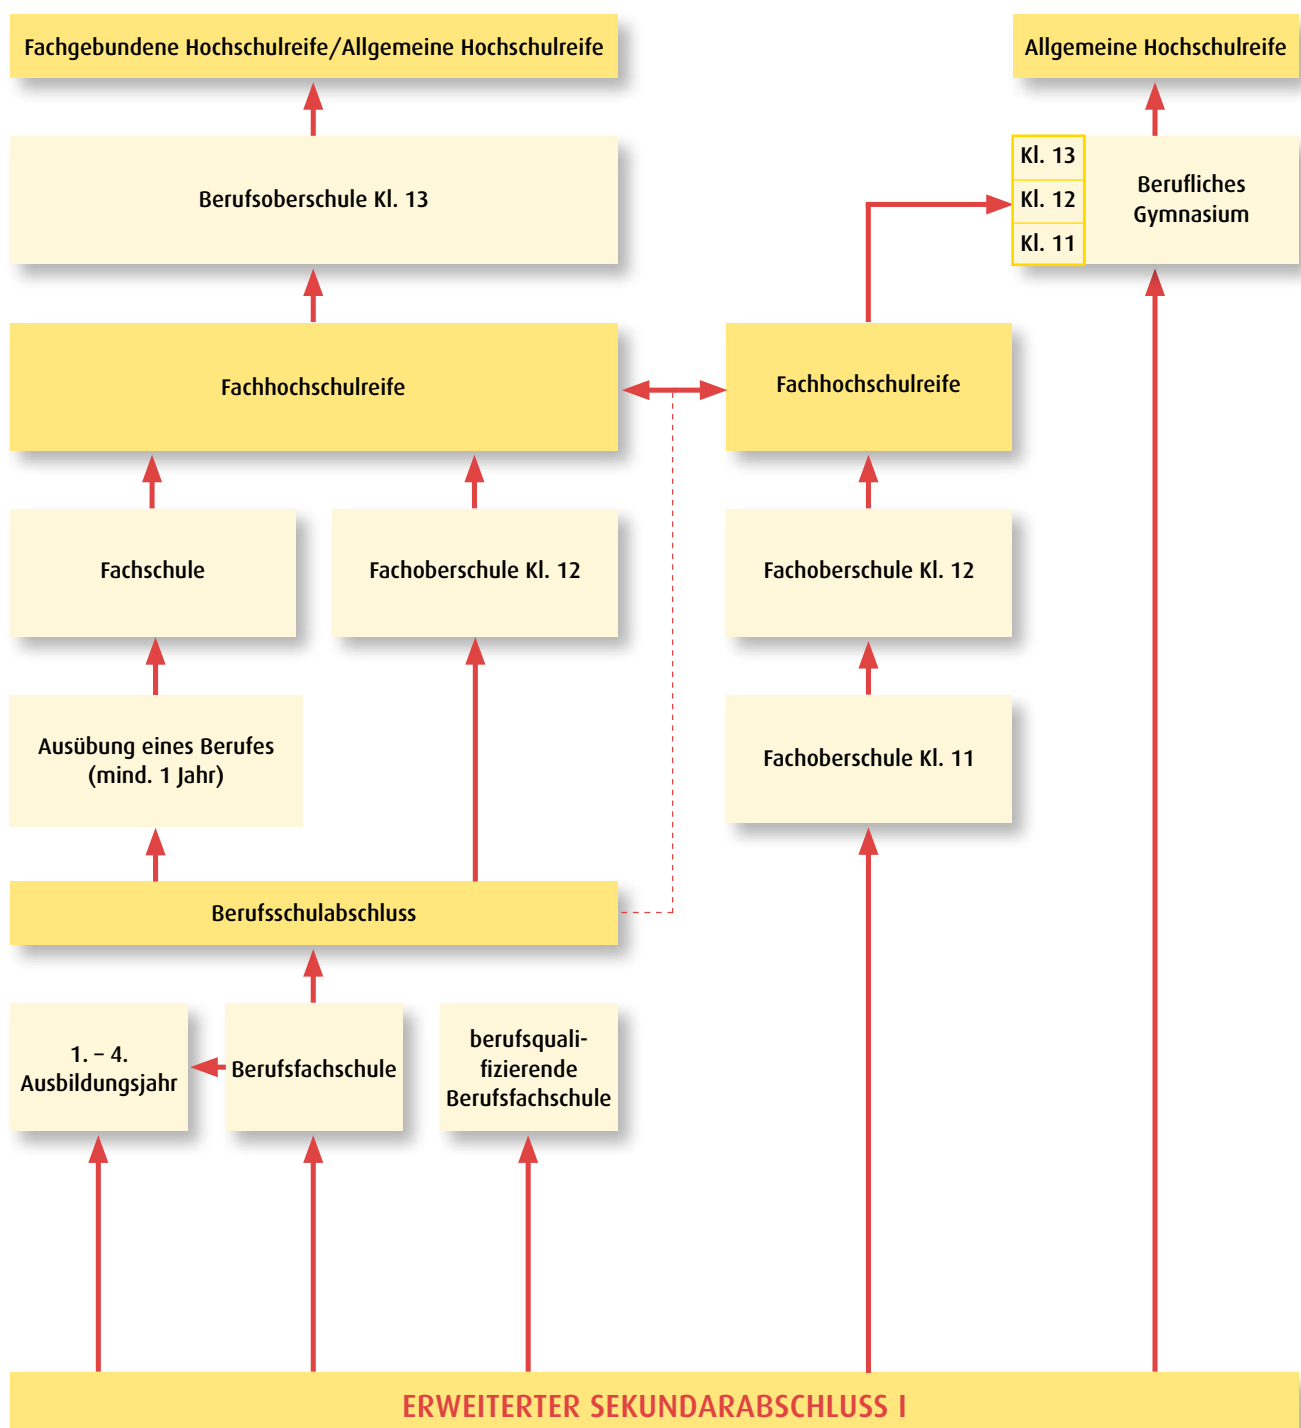 Fachgebundene Hochschulreife/Allgemeine Hochschulreife
Allgemeine Hochschulreife
Berufsoberschule Kl. 13
Kl. 13
Kl. 12
Kl. 11
Berufliches
Gymnasium
Fachhochschulreife
Fachhochschulreife
Fachschule
Fachoberschule Kl. 12
Fachoberschule Kl. 12
Ausübung eines Berufes
(mind. 1 Jahr)
Fachoberschule Kl. 11
Berufsschulabschluss
1. – 4.
Ausbildungsjahr
Berufsfachschule
berufsquali-
fizierende
Berufsfachschule
ERWEITERTER SEKUNDARABSCHLUSS I